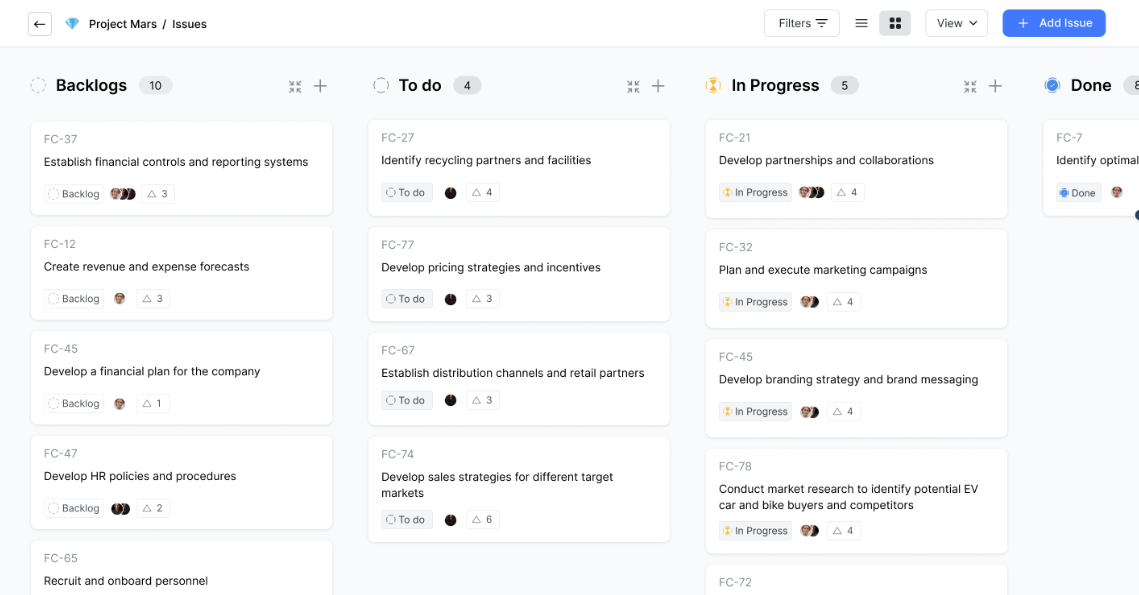 Project Mars / Issues
Filters
View
Add Issue
Backlogs 10
FC-37
Establish financial controls and reporting systems
Backlog 3
FC-12
Create revenue and expense forecasts
Backlog 3
FC-45
Develop a financial plan for the company
Backlog 1
FC-47
Develop HR policies and procedures
Backlog 2
FC-65
Recruit and onboard personnel
To do 4
FC-27
Identify recycling partners and facilities
To do 4
FC-77
Develop pricing strategies and incentives
To do 3
FC-67
Establish distribution channels and retail partners
To do 3
FC-74
Develop sales strategies for different target
markets
To do 6
In Progress 5
FC-21
Develop partnerships and collaborations
In Progress 4
FC-32
Plan and execute marketing campaigns
In Progress 4
FC-45
Develop branding strategy and brand messaging
In Progress 4
FC-78
Conduct market research to identify potential EV
car and bike buyers and competitors
In Progress 4
FC-72
Done
FC-7
Identify optimal
Done